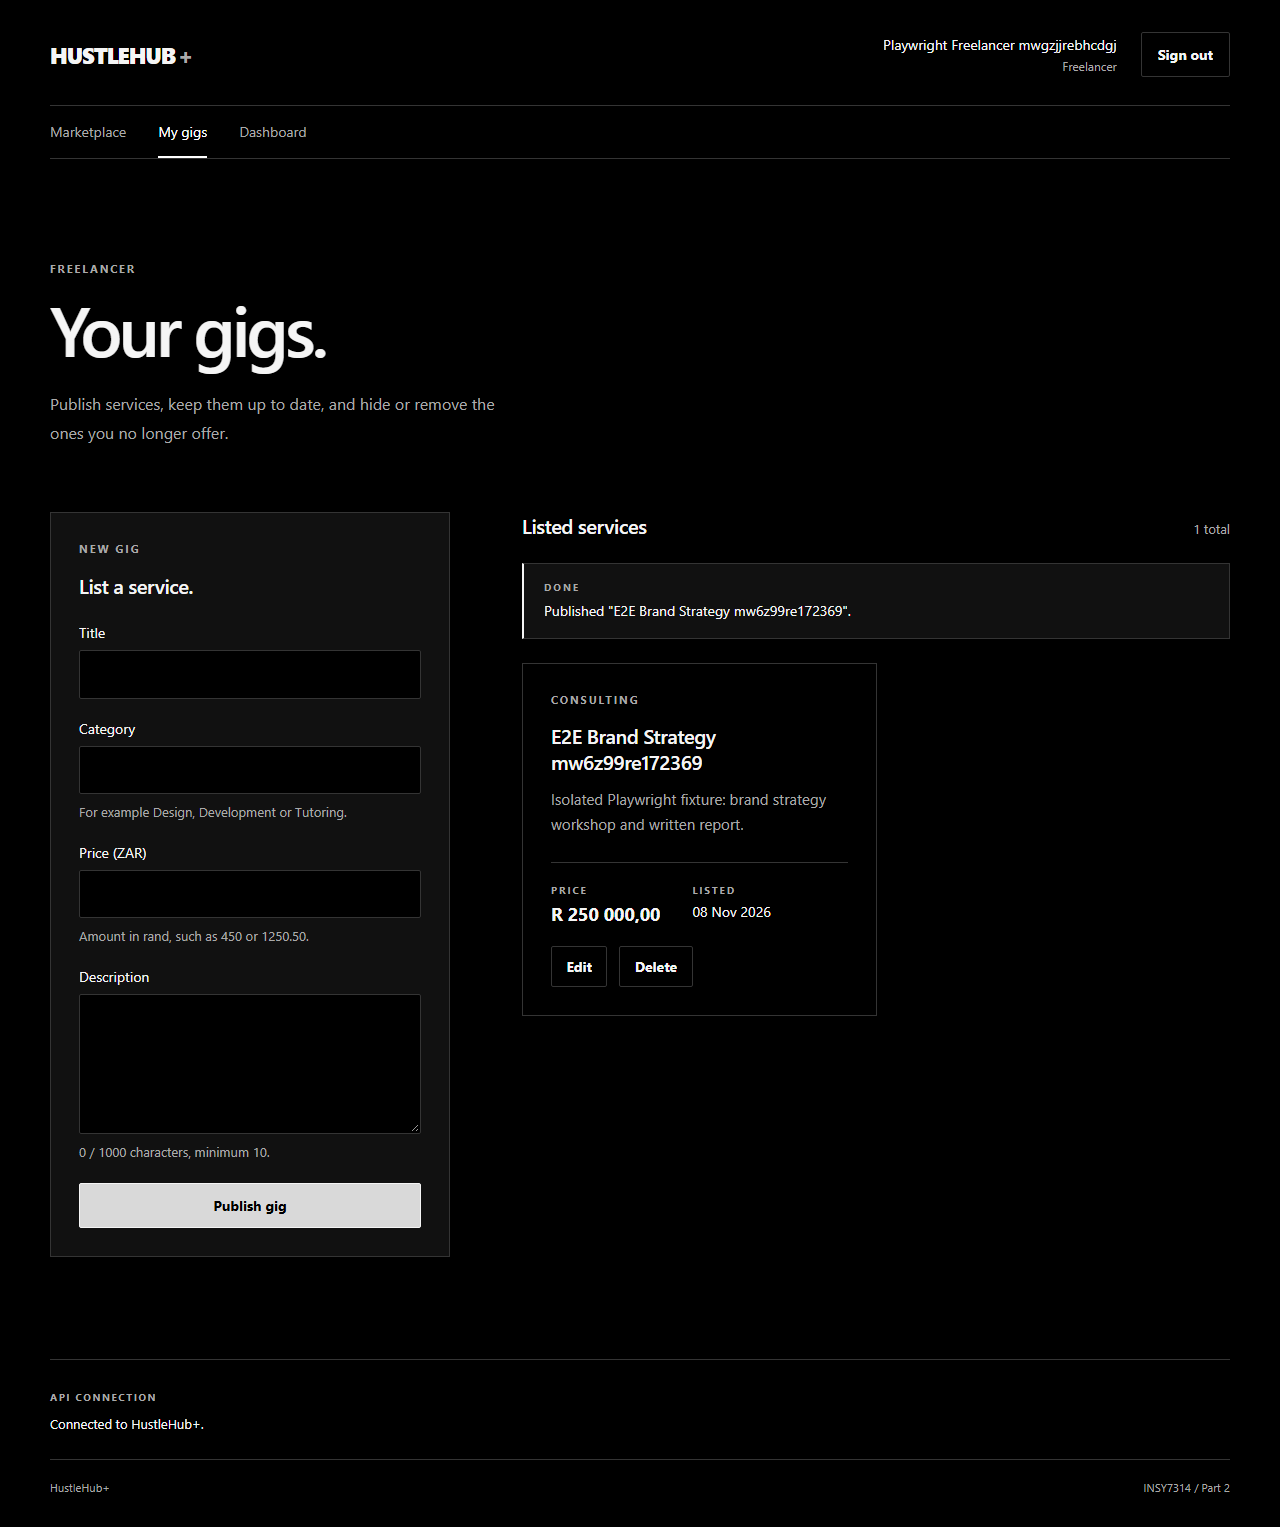 HUSTLEHUB +
Playwright Freelancer mwgzjjrebhcdgj
Freelancer
Sign out
Marketplace
My gigs
Dashboard
FREELANCER
Your gigs.
Publish services, keep them up to date, and hide or remove the
ones you no longer offer.
NEW GIG
List a service.
Title
Category
For example Design, Development or Tutoring.
Price (ZAR)
Amount in rand, such as 450 or 1250.50.
Description
0 / 1000 characters, minimum 10.
Publish gig
Listed services
1 total
DONE
Published "E2E Brand Strategy mw6z99re172369".
CONSULTING
E2E Brand Strategy
mw6z99re172369
Isolated Playwright fixture: brand strategy
workshop and written report.
PRICE
R 250 000,00
LISTED
08 Nov 2026
Edit
Delete
API CONNECTION
Connected to HustleHub+.
HustleHub+
INSY7314 / Part 2